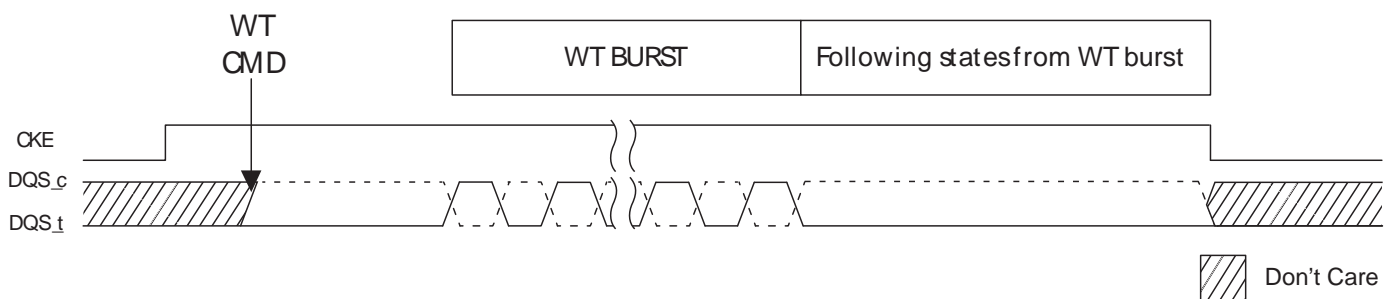 WT
CMD
WT BURST
Following states from WT burst
CKE
DQS_c
DQS_t
Don't Care